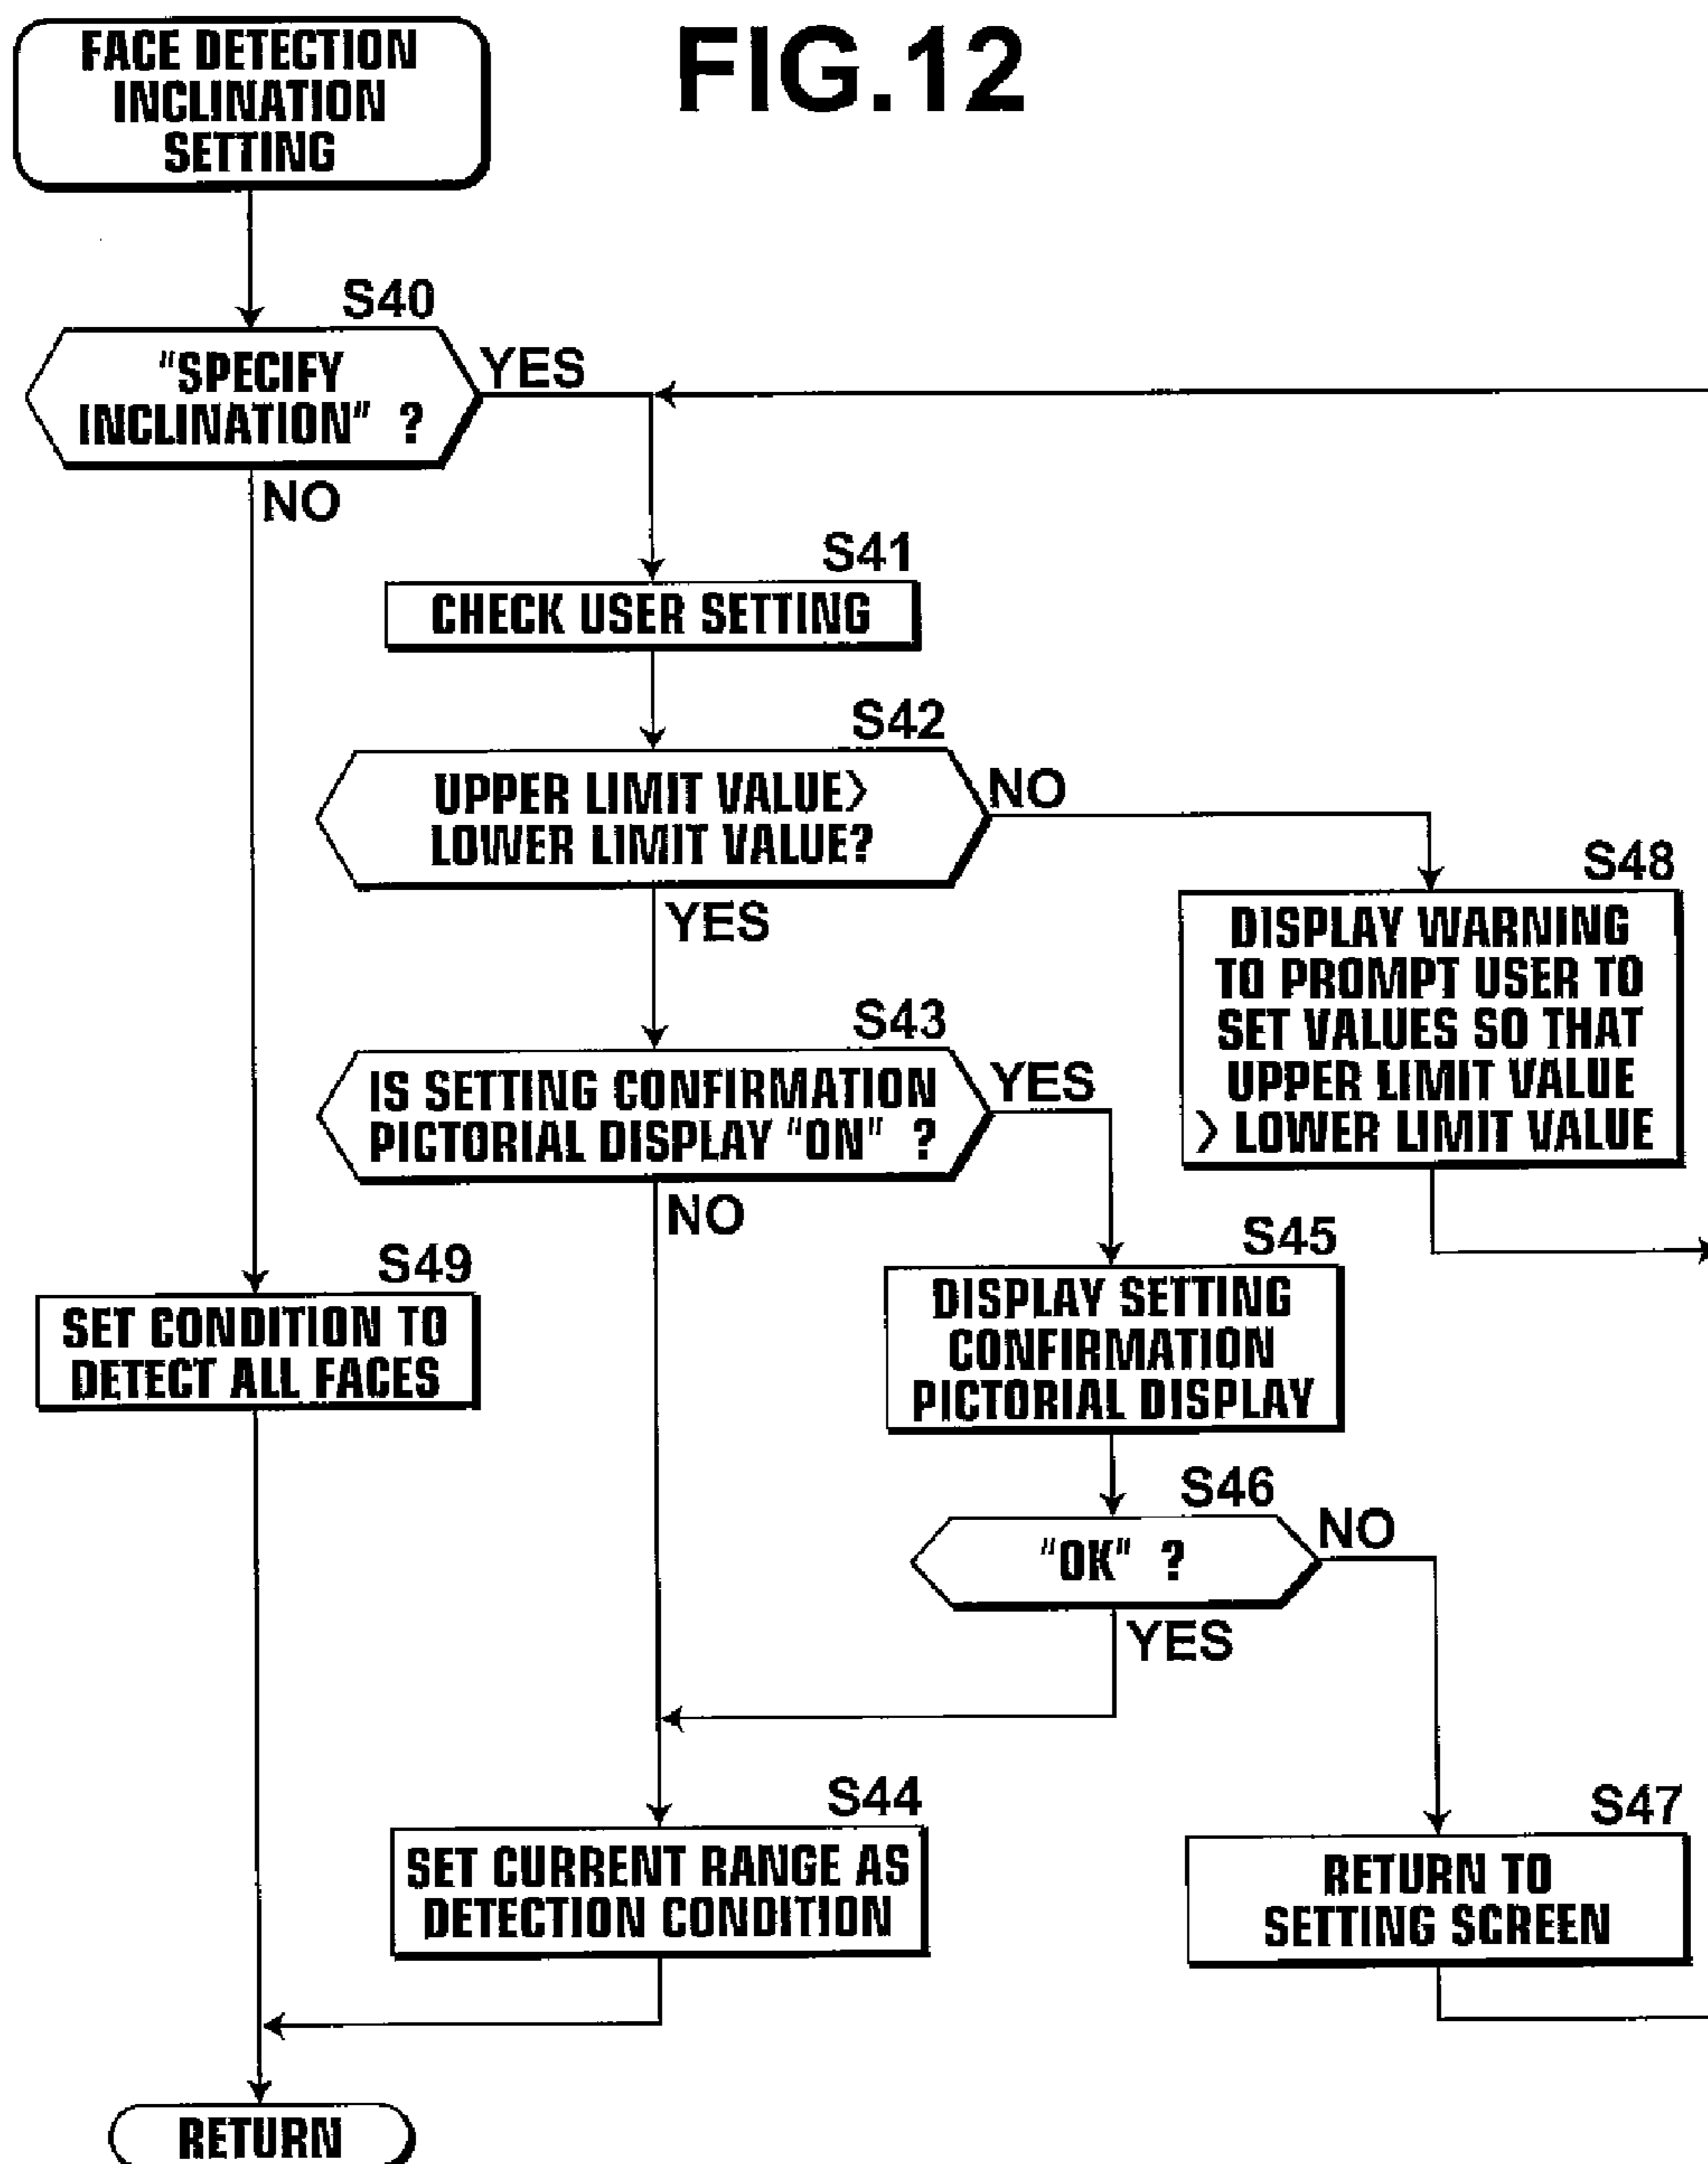 FIG.12
FACE DETECTION
INCLINATION
SETTING
S40
"SPECIFY
INCLINATION" ?
YES
NO
S41
CHECK USER SETTING
S42
UPPER LIMIT VALUE>
LOWER LIMIT VALUE?
NO
YES
S48
DISPLAY WARNING
TO PROMPT USER TO
SET VALUES SO THAT
UPPER LIMIT VALUE
> LOWER LIMIT VALUE
S43
IS SETTING CONFIRMATION
PICTORIAL DISPLAY "ON" ?
YES
NO
S45
DISPLAY SETTING
CONFIRMATION
PICTORIAL DISPLAY
S49
SET CONDITION TO
DETECT ALL FACES
S46
"OK" ?
NO
YES
S44
SET CURRENT RANGE AS
DETECTION CONDITION
S47
RETURN TO
SETTING SCREEN
RETURN